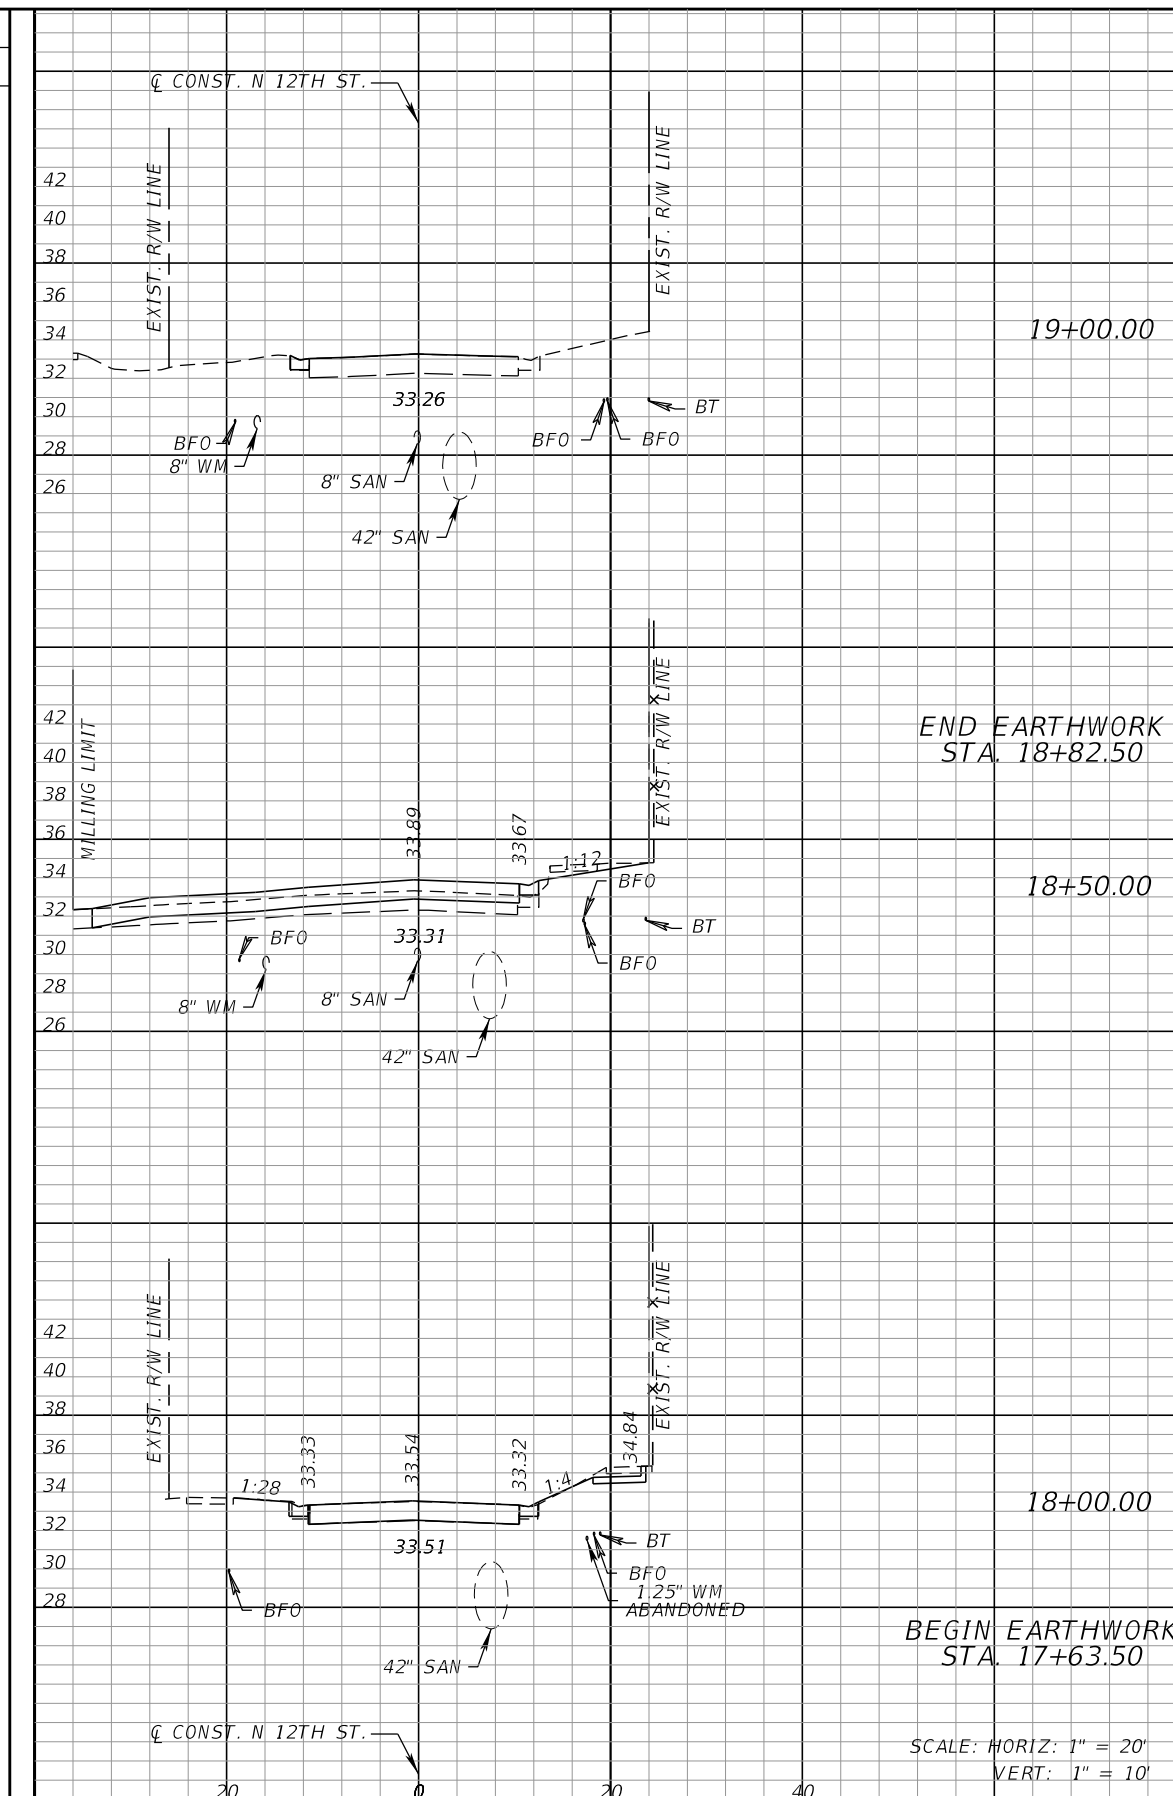 ℄ CONST. N 12TH ST.
EXIST. R/W LINE
EXIST. R/W LINE
42
40
38
36
34
32
30
28
26
19+00.00
33.26
BFO
8" WM
8" SAN
42" SAN
BFO
BFO
BT
MILLING LIMIT
EXIST. R/W LINE
END EARTHWORK
STA. 18+82.50
42
40
38
36
34
32
30
28
26
33.89
33.67
1:12
18+50.00
BFO
BT
33.31
BFO
BFO
8" WM
8" SAN
42" SAN
EXIST. R/W LINE
EXIST. R/W LINE
42
40
38
36
34
32
30
28
1:28
33.33
33.54
33.32
1:4
34.84
18+00.00
33.51
BT
BFO
1.25" WM
ABANDONED
BFO
42" SAN
BEGIN EARTHWORK
STA. 17+63.50
℄ CONST. N 12TH ST.
SCALE: HORIZ: 1" = 20'
VERT: 1" = 10'
20
0
20
40